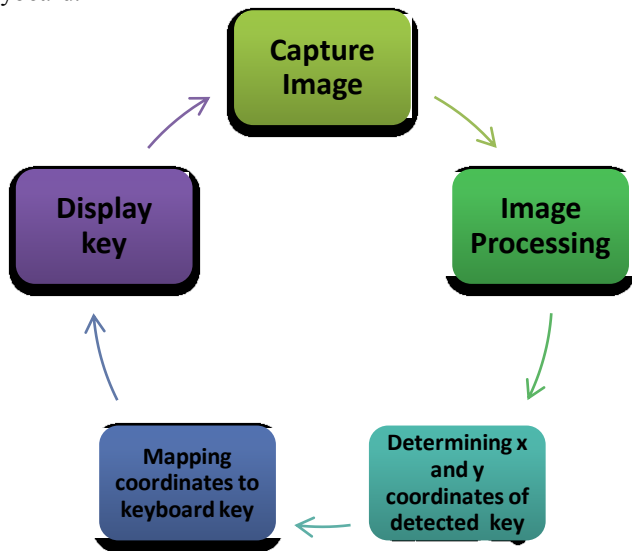 Capture
Image
Image
Processing
Determining x
and y
coordinates of
detected key
Mapping
coordinates to
keyboard key
Display
key